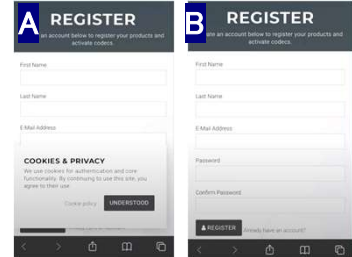 A
REGISTER
an account below to register your products and
activate codecs.
First Name
Last Name
E Mail Address
COOKIES & PRIVACY
We use cookies for authentication and core
functionality. By continuing to use this site, you
agree to their use
Cookie policy
UNDERSTOOD
B
REGISTER
ate an account below to register your products and
activate codecs.
First Name
Last Name
E Mail Address
Password
Confirm Password
REGISTER
Already have an account?